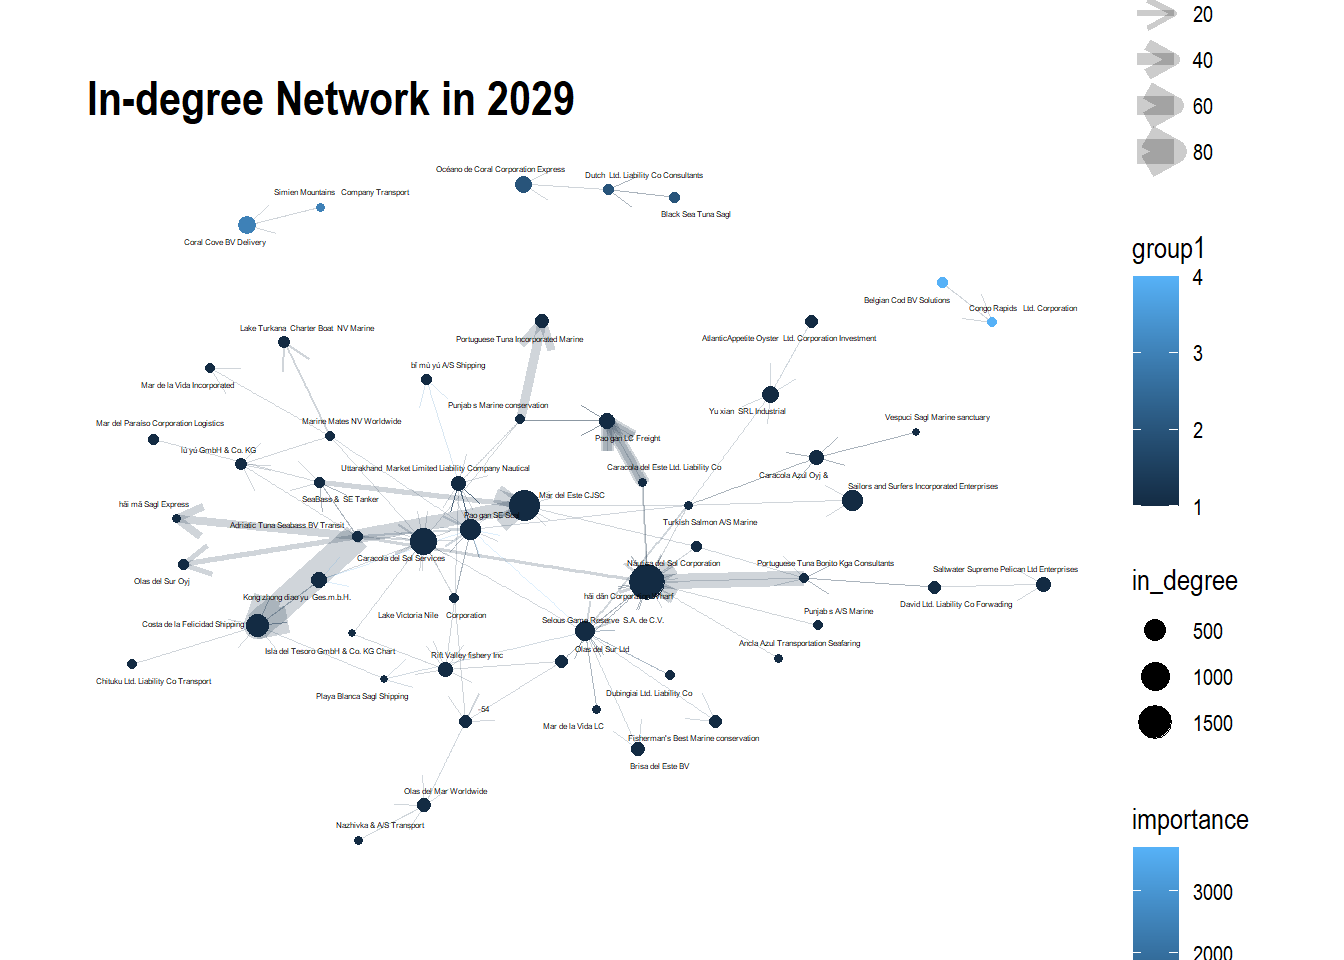 20
In-degree Network in 2029
40
60
80
Océano de Coral Corporation Express
Dutch Ltd. Liability Co Consultants
Simien Mountains Company Transport
Black Sea Tuna Sagl
Coral Cove BV Delivery
group1
4
3
2
1
Belgian Cod BV Solutions
Congo Rapids Ltd. Corporation
Lake Turkana Charter Boat NV Marine
Portuguese Tuna Incorporated Marine
AtlanticAppetite Oyster Ltd. Corporation Investment
bǐ mù yú A/S Shipping
Mar de la Vida Incorporated
Punjab s Marine conservation
Yu xian SRL Industrial
Vespuci Sagl Marine sanctuary
Mar del Paraíso Corporation Logistics
Marine Mates NV Worldwide
Pao gan LC Freight
lú yú GmbH & Co. KG
Uttarakhand Market Limited Liability Company Nautical
Caracola del Este Ltd. Liability Co
Caracola Azul Oyj &
Sailors and Surfers Incorporated Enterprises
SeaBass & SE Tanker
Mar del Este CJSC
hǎi mǎ Sagl Express
Pao gan SE Seal
Adriatic Tuna Seabass BV Transit
Turkish Salmon A/S Marine
Caracola del Sol Services
Náutica del Sol Corporation
Portuguese Tuna Bonito Kga Consultants
Saltwater Supreme Pelican Ltd Enterprises
Olas del Sur Oyj
Kong zhong diao yu Ges.m.b.H.
hǎi dǎn Corporation Wharf
David Ltd. Liability Co Forwading
Punjab s A/S Marine
Lake Victoria Nile Corporation
Selous Game Reserve S.A. de C.V.
Costa de la Felicidad Shipping
Ancla Azul Transportation Seafaring
Isla del Tesoro GmbH & Co. KG Chart
Rift Valley fishery Inc
Olas del Sur Ltd
Chituku Ltd. Liability Co Transport
Playa Blanca Sagl Shipping
Dubingiai Ltd. Liability Co
-54
Mar de la Vida LC
Fisherman's Best Marine conservation
Brisa del Este BV
Olas del Mar Worldwide
Nazhivka & A/S Transport
in_degree
500
1000
1500
importance
3000
2000